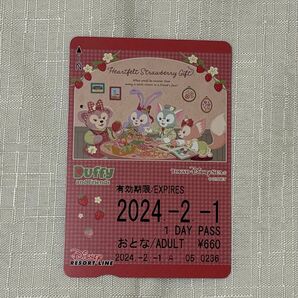 Heartfelt Strawberry Gift
Duffy
and Friends
TOKYO DisneySEA
有効期限/EXPIRES
2024.-2.-1
1 DAY PASS
おとな/ADULT ¥660
2024.-2.-1 A 05 0236
Disney
RESORT LINE